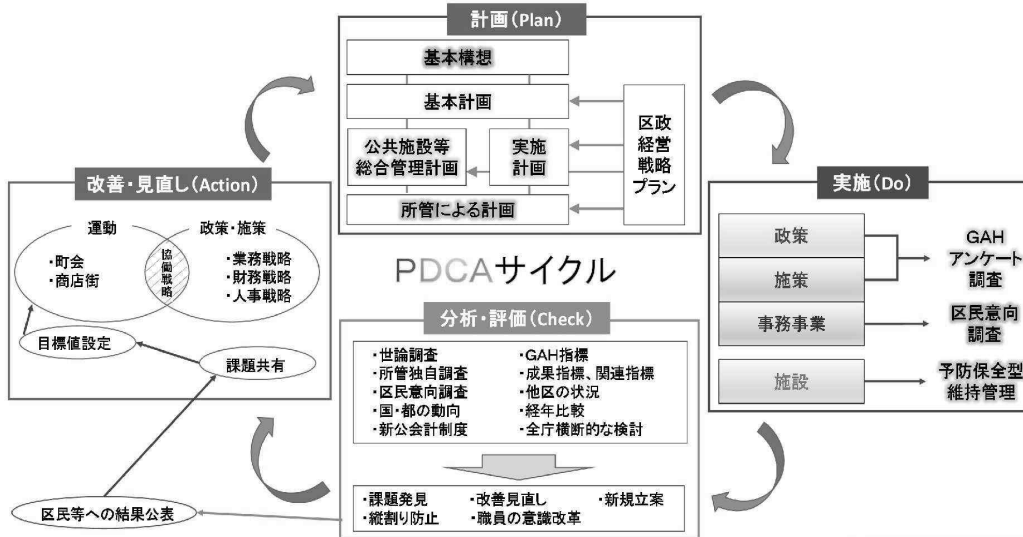 計画(Plan)
基本構想
基本計画
公共施設等
総合管理計画
実施
計画
所管による計画
区政
経営
戦略
プラン
改善・見直し(Action)
運動
政策・施策
・町会
・商店街
協働戦略
・業務戦略
・財務戦略
・人事戦略
目標値設定
課題共有
区民等への結果公表
PDCAサイクル
実施(Do)
政策
施策
事務事業
施設
GAH
アンケート
調査
区民意向
調査
予防保全型
維持管理
分析・評価(Check)
・世論調査
・所管独自調査
・区民意向調査
・国・都の動向
・新公会計制度
・GAH指標
・成果指標、関連指標
・他区の状況
・経年比較
・全庁横断的な検討
・課題発見
・改善見直し
・新規立案
・縦割り防止
・職員の意識改革